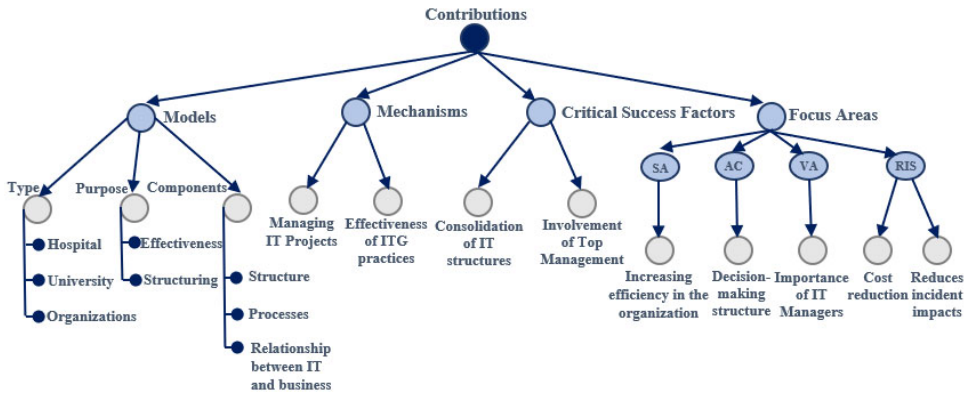 Contributions
Models
Mechanisms
Critical Success Factors
Focus Areas
Type
Purpose
Components
Hospital
University
Organizations
Effectiveness
Structuring
Structure
Processes
Relationship
between IT
and business
Managing
IT Projects
Effectiveness
of ITG
practices
Consolidation
of IT
structures
Involvement
of Top
Management
SA
AC
VA
RIS
Increasing
efficiency in the
organization
Decision-
making
structure
Importance
of IT
Managers
Cost
reduction
Reduces
incident
impacts